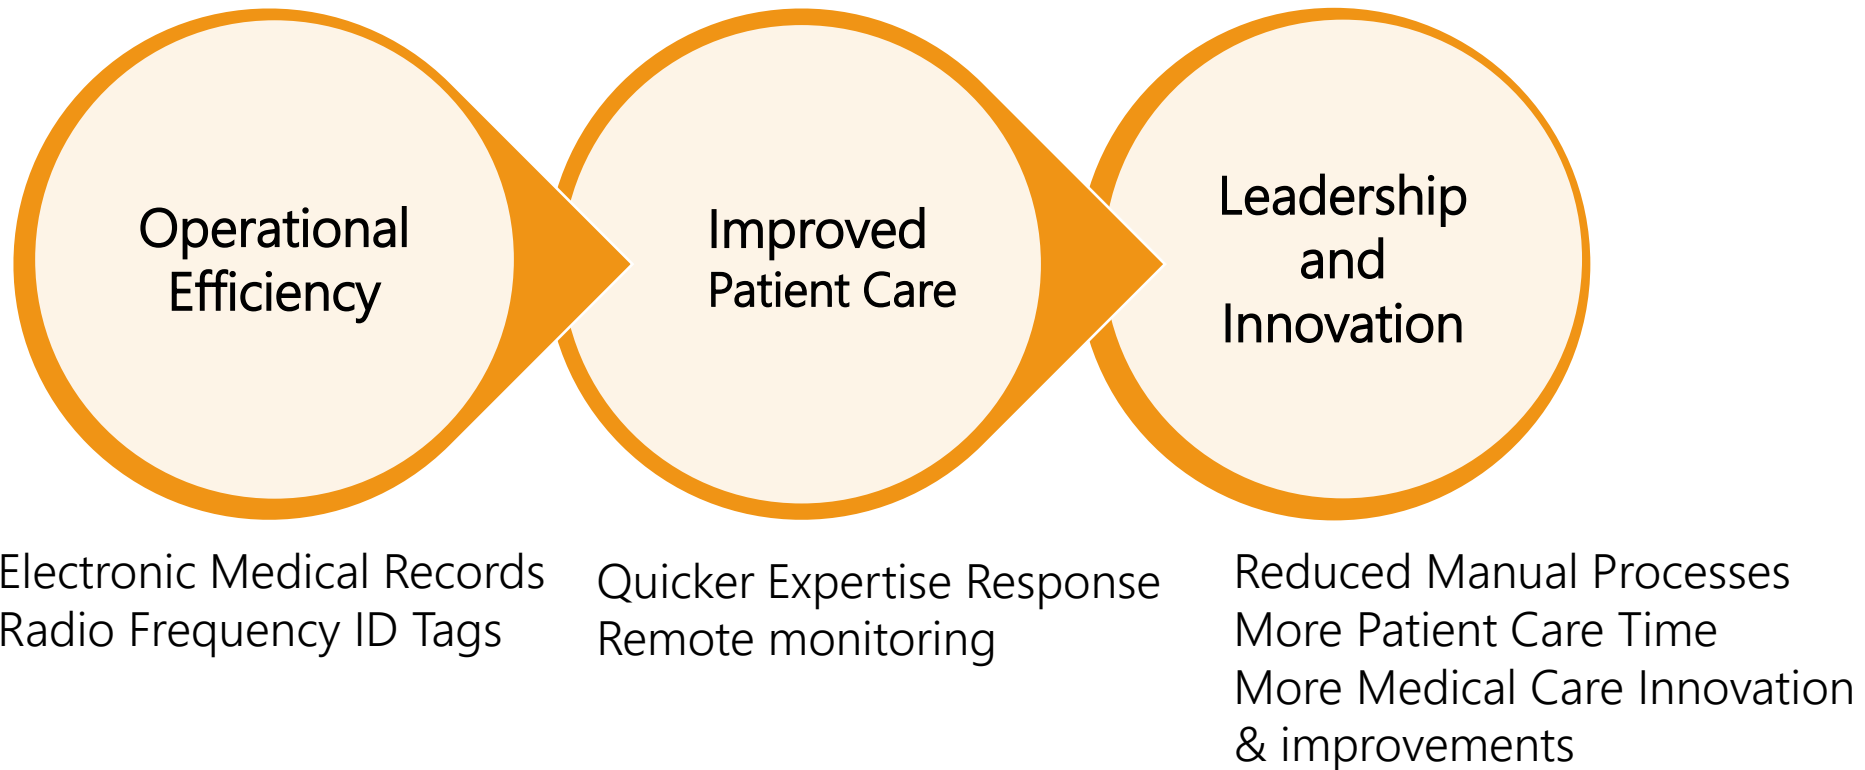 Operational
Efficiency
Improved
Patient Care
Leadership
and
Innovation
Electronic Medical Records
Radio Frequency ID Tags
Quicker Expertise Response
Remote monitoring
Reduced Manual Processes
More Patient Care Time
More Medical Care Innovation
& improvements